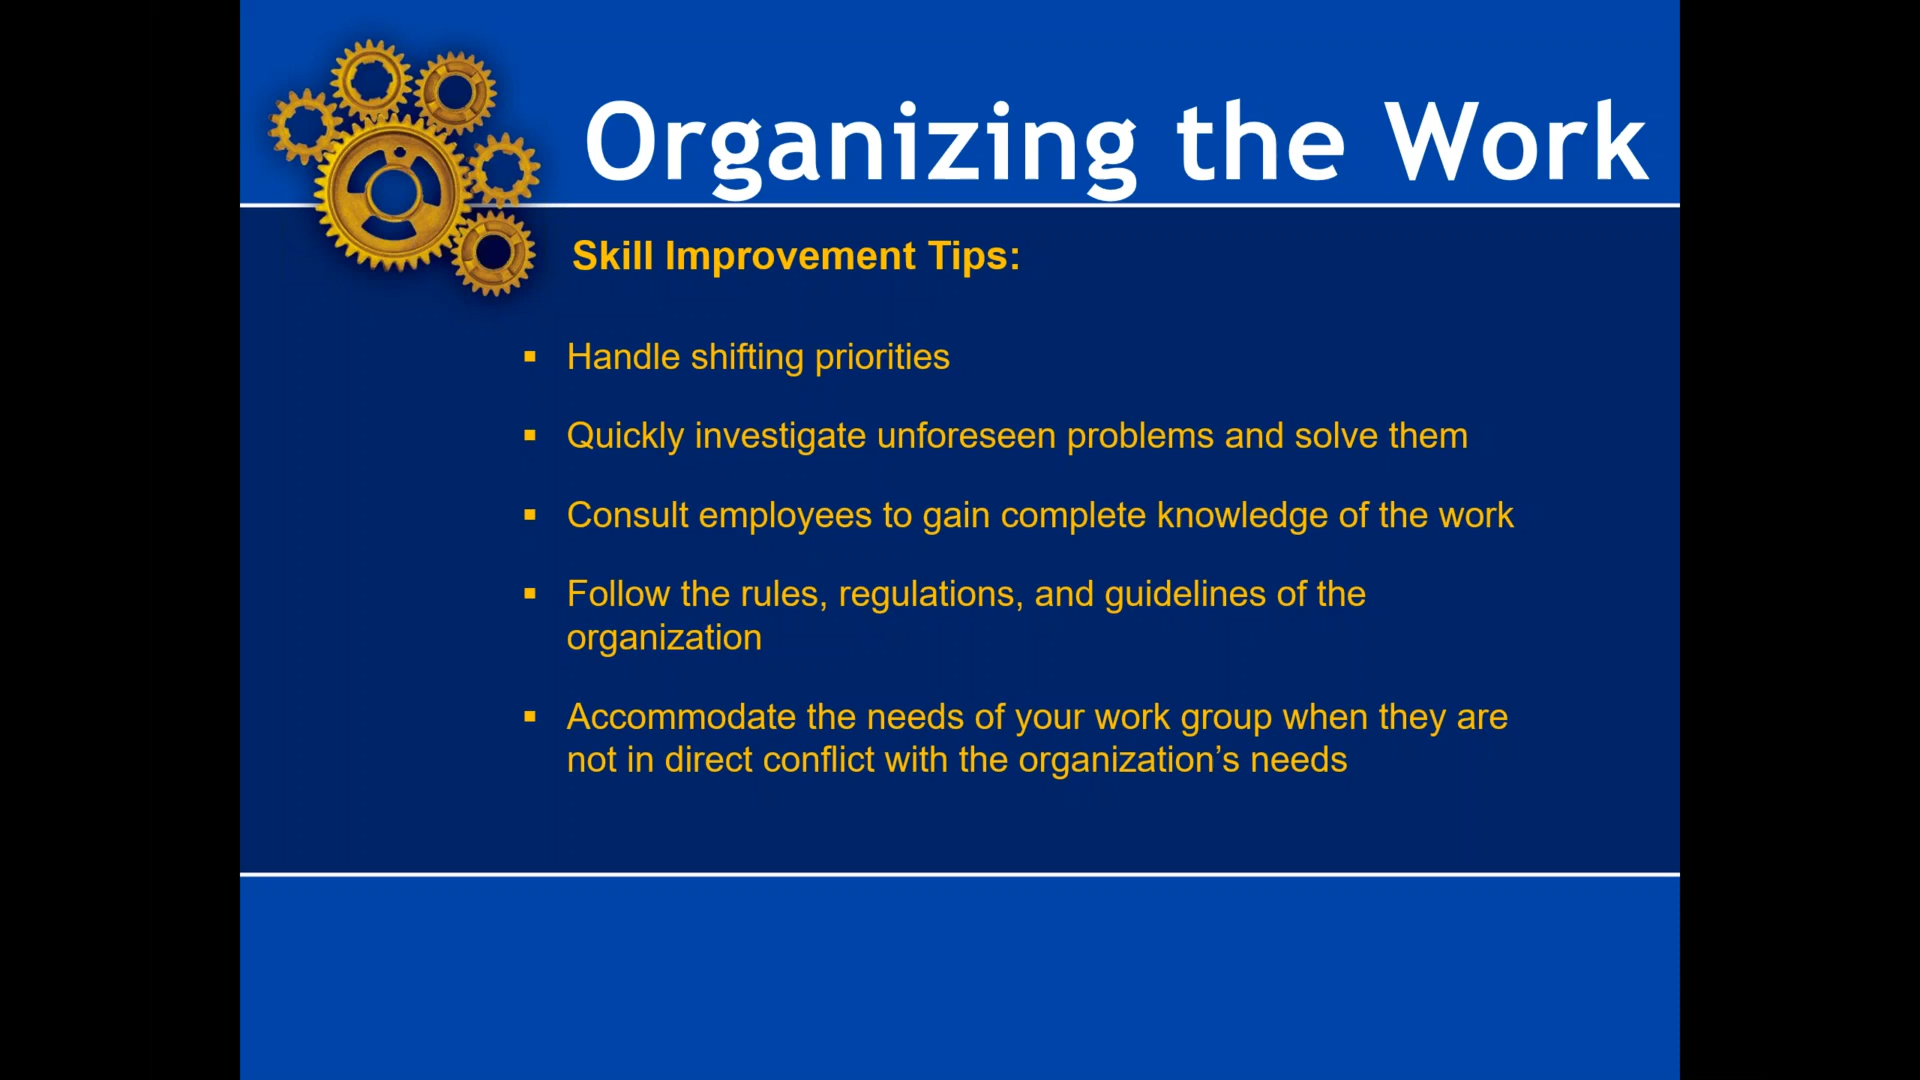 Organizing the Work
Skill Improvement Tips:
▪ Handle shifting priorities
▪ Quickly investigate unforeseen problems and solve them
▪ Consult employees to gain complete knowledge of the work
▪ Follow the rules, regulations, and guidelines of the
organization
▪ Accommodate the needs of your work group when they are
not in direct conflict with the organization’s needs